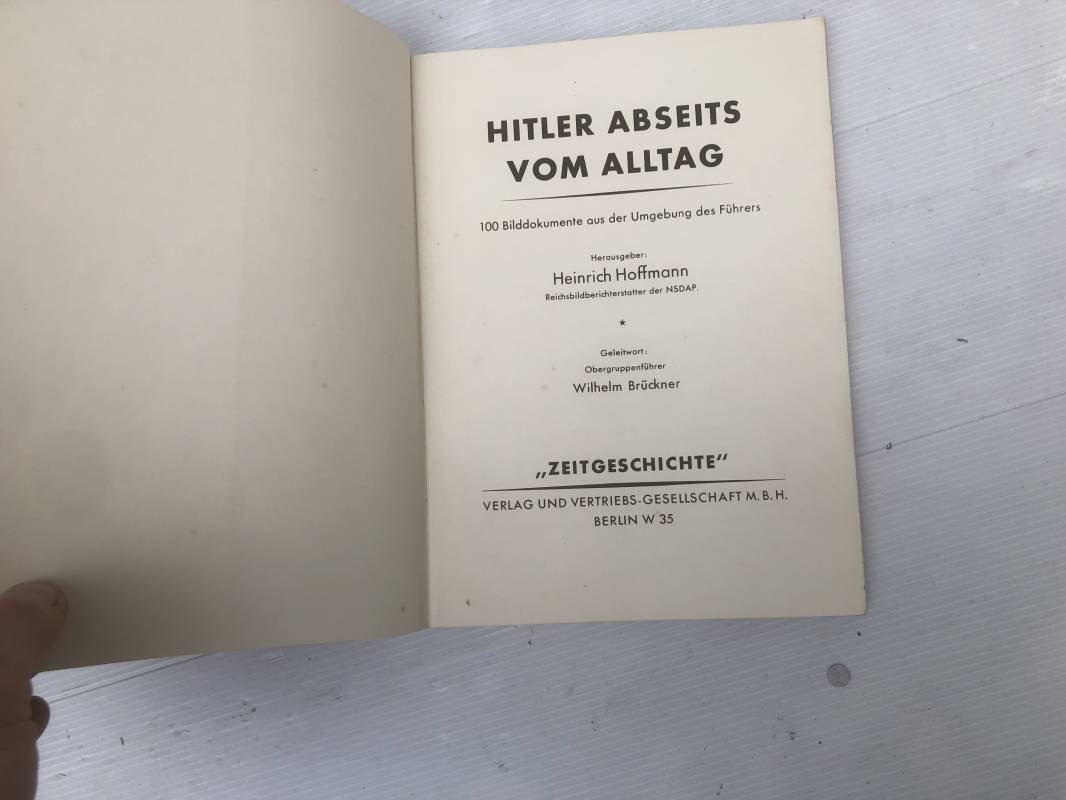 HITLER ABSEITS
VOM ALLTAG
100 Bilddokumente aus der Umgebung des Führers
Herausgeber:
Heinrich Hoffmann
Reichsbildberichterstatter der NSDAP.
★
Geleitwort:
Obergruppenführer
Wilhelm Brückner
„ZEITGESCHICHTE“
VERLAG UND VERTRIEBS-GESELLSCHAFT M. B. H.
BERLIN W 35